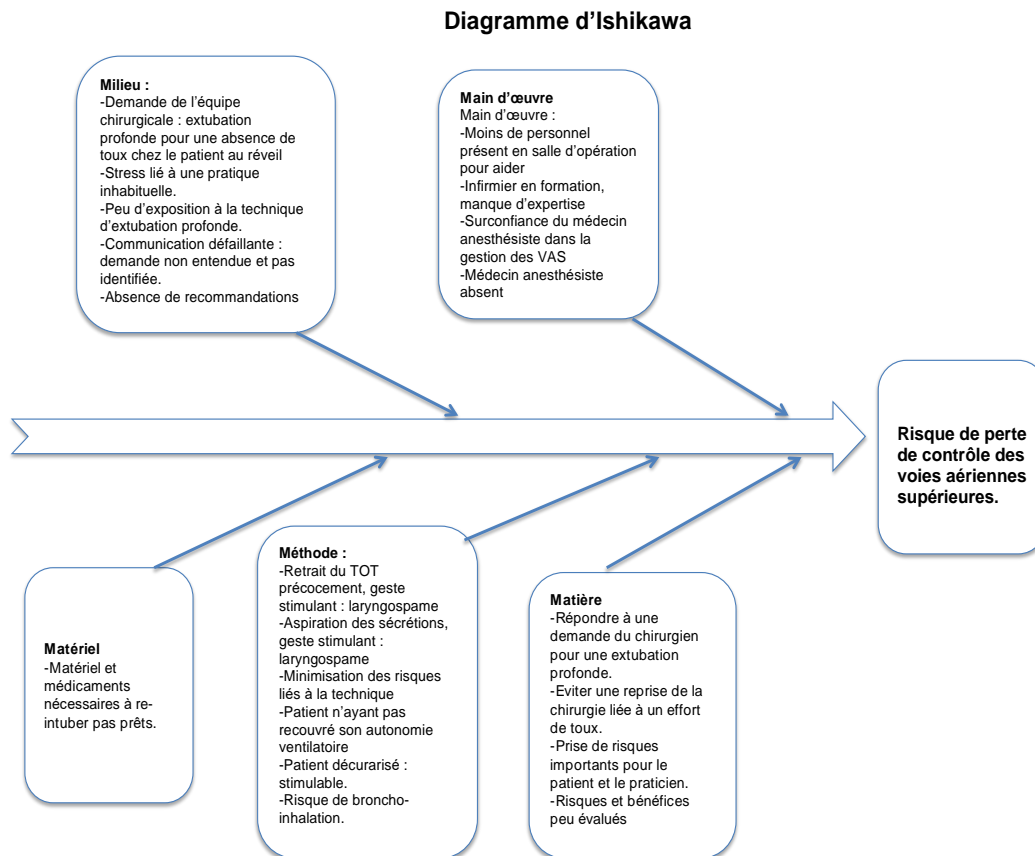 Diagramme d’Ishikawa
Milieu :
-Demande de l’équipe
chirurgicale : extubation
profonde pour une absence de
toux chez le patient au réveil
-Stress lié à une pratique
inhabituelle.
-Peu d’exposition à la technique
d’extubation profonde.
-Communication défaillante :
demande non entendue et pas
identifiée.
-Absence de recommandations
Main d’œuvre
Main d’œuvre :
-Moins de personnel
présent en salle d’opération
pour aider
-Infirmier en formation,
manque d’expertise
-Surconfiance du médecin
anesthésiste dans la
gestion des VAS
-Médecin anesthésiste
absent
Risque de perte
de contrôle des
voies aériennes
supérieures.
Matériel
-Matériel et
médicaments
nécessaires à re-
intuber pas prêts.
Méthode :
-Retrait du TOT
précocement, geste
stimulant : laryngospame
-Aspiration des sécrétions,
geste stimulant :
laryngospame
-Minimisation des risques
liés à la technique
-Patient n’ayant pas
recouvré son autonomie
ventilatoire
-Patient décurarisé :
stimulable.
-Risque de broncho-
inhalation.
Matière
-Répondre à une
demande du chirurgien
pour une extubation
profonde.
-Eviter une reprise de la
chirurgie liée à un effort
de toux.
-Prise de risques
importants pour le
patient et le praticien.
-Risques et bénéfices
peu évalués